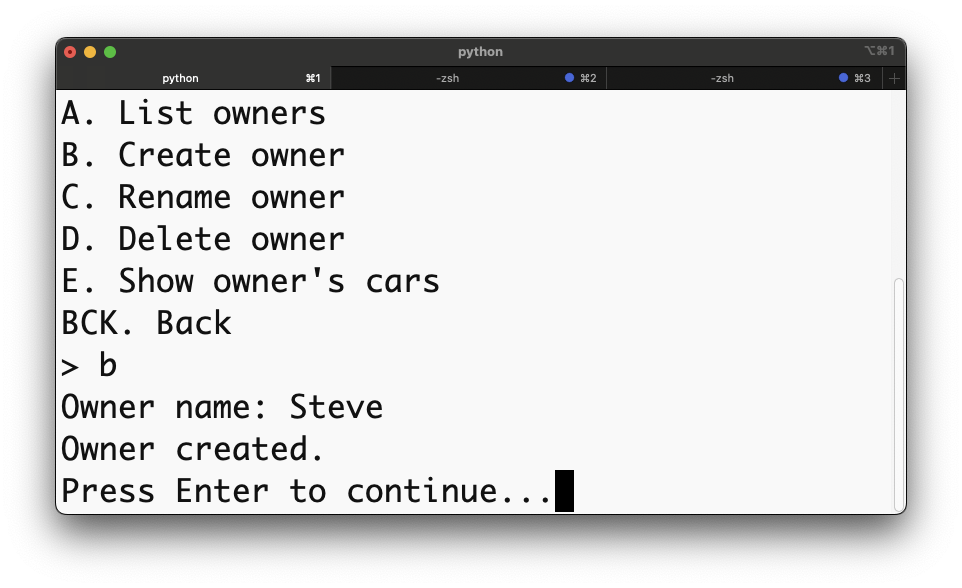 python
⌥⌘1
python ⌘1
-zsh ⌘2
-zsh ⌘3
A. List owners
B. Create owner
C. Rename owner
D. Delete owner
E. Show owner's cars
BCK. Back
> b
Owner name: Steve
Owner created.
Press Enter to continue...